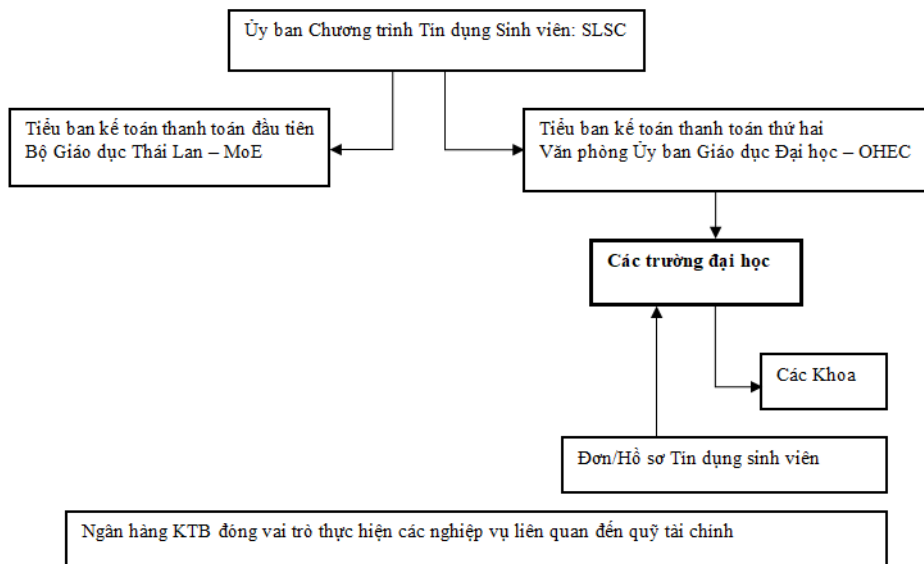 Ủy ban Chương trình Tín dụng Sinh viên: SLSC
Tiểu ban kế toán thanh toán đầu tiên
Bộ Giáo dục Thái Lan – MoE
Tiểu ban kế toán thanh toán thứ hai
Văn phòng Ủy ban Giáo dục Đại học – OHEC
Các trường đại học
Các Khoa
Đơn/Hồ sơ Tín dụng sinh viên
Ngân hàng KTB đóng vai trò thực hiện các nghiệp vụ liên quan đến quỹ tài chính